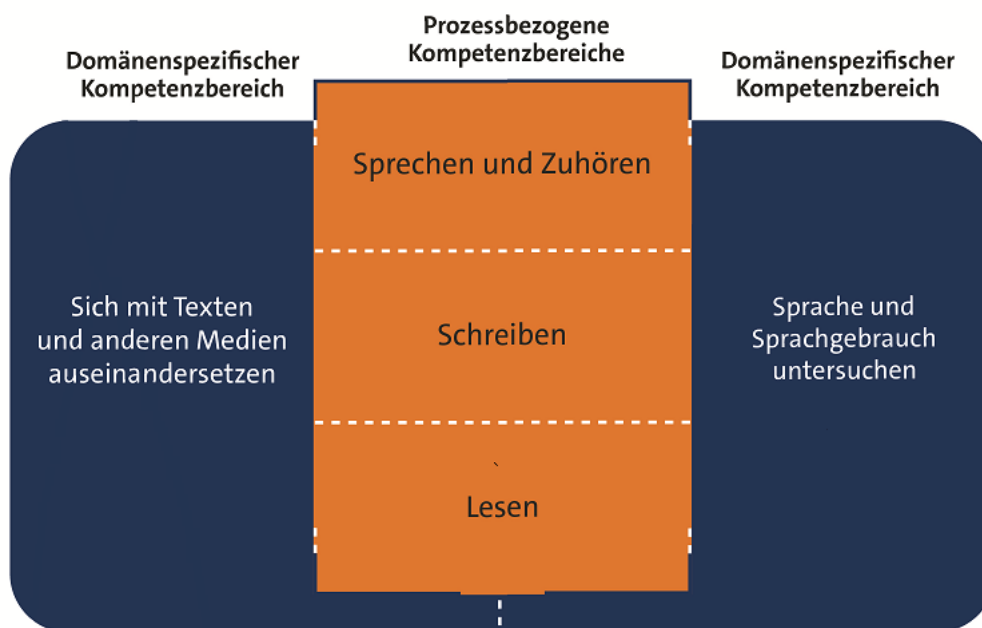 Prozessbezogene
Kompetenzbereiche
Domänenspezifischer
Kompetenzbereich
Domänenspezifischer
Kompetenzbereich
Sprechen und Zuhören
Sich mit Texten
und anderen Medien
auseinandersetzen
Schreiben
Sprache und
Sprachgebrauch
untersuchen
Lesen